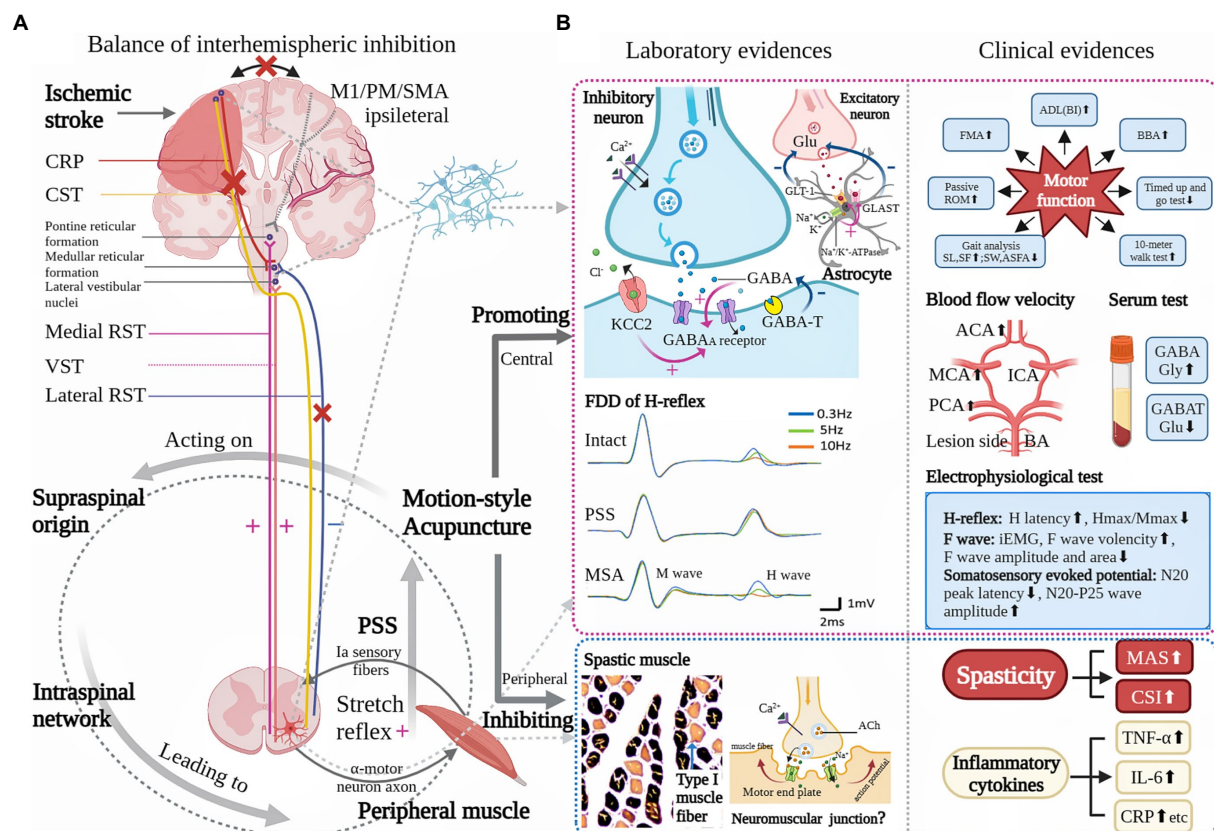 A
Balance of interhemispheric inhibition
Ischemic
stroke
M1/PM/SMA
ipsileteral
CRP
CST
Pontine reticular
formation
Medullar reticular
formation
Lateral vestibular
nuclei
Medial RST
VST
Lateral RST
Acting on
Supraspinal
origin
+
+
−
Motion-style
Acupuncture
PSS
Ia sensory
fibers
Stretch
reflex +
α-motor
neuron axon
Intraspinal
network
Leading to
Peripheral muscle
Promoting
Central
Peripheral
Inhibiting
B
Laboratory evidences
Clinical evidences
Inhibitory
neuron
Ca²⁺
Excitatory
neuron
Glu
−
−
GLT-1
GLAST
Na⁺
K⁺
+
Na⁺/K⁺-ATPase
Astrocyte
Cl⁻
GABA
+
−
KCC2
GABA-T
GABAA receptor
+
FDD of H-reflex
0.3Hz
5Hz
10Hz
Intact
PSS
MSA
M wave
H wave
1mV
2ms
ADL(BI)⬆
FMA⬆
BBA⬆
Motor
function
Passive
ROM⬆
Timed up and
go test⬇
Gait analysis
SL,SF⬆;SW,ASFA⬇
10-meter
walk test⬆
Blood flow velocity
ACA⬆
MCA⬆
ICA
PCA⬆
Lesion side
BA
Serum test
GABA
Gly⬆
GABAT
Glu⬇
Electrophysiological test
H-reflex: H latency⬆, Hmax/Mmax⬇
F wave: iEMG, F wave volencity⬆,
F wave amplitude and area⬇
Somatosensory evoked potential: N20
peak latency⬇, N20-P25 wave
amplitude⬆
Spastic muscle
Type I
muscle
fiber
Ca²⁺
ACh
muscle fiber
Na⁺
Motor end plate
action potential
Neuromuscular junction?
Spasticity
MAS⬆
CSI⬆
Inflammatory
cytokines
TNF-α⬆
IL-6⬆
CRP⬆etc